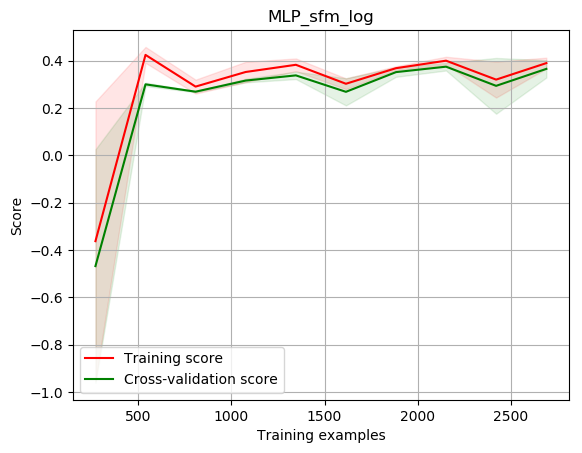 MLP_sfm_log
Score
0.4
0.2
0.0
−0.2
−0.4
−0.6
−0.8
−1.0
Training score
Cross-validation score
500
1000
1500
2000
2500
Training examples